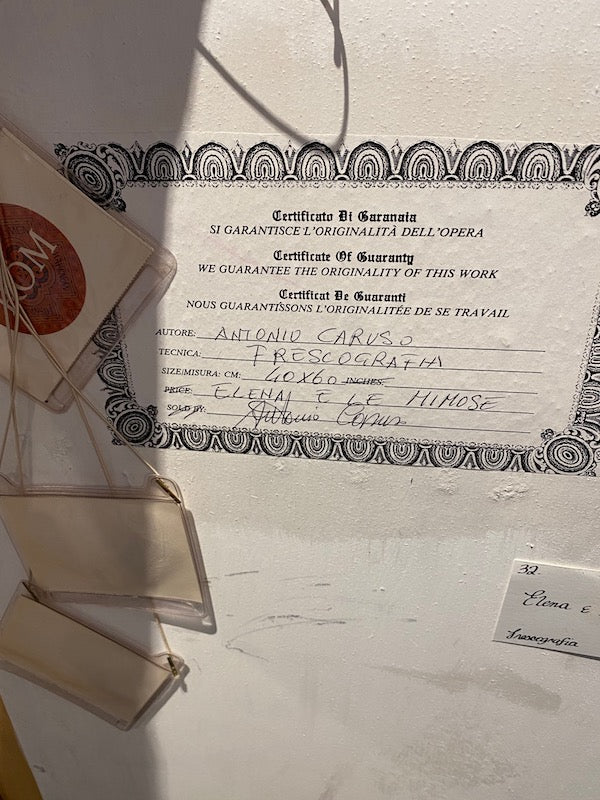 Certificato Di Garanaia
SI GARANTISCE L'ORIGINALITÀ DELL'OPERA
Certificate Of Guaranty
WE GUARANTEE THE ORIGINALITY OF THIS WORK
Certificat De Guaranti
NOUS GUARANTISSONS L'ORIGINALITÉE DE SE TRAVAIL
AUTORE: ANTONIO CARUSO
TECNICA: FRESCOGRAFIA
SIZE/MISURA: CM: 40X60 INCHES:
PRICE: ELENA E LE MIMOSE
SOLD BY: Antonio Caruso
32.
Elena E
frescografia